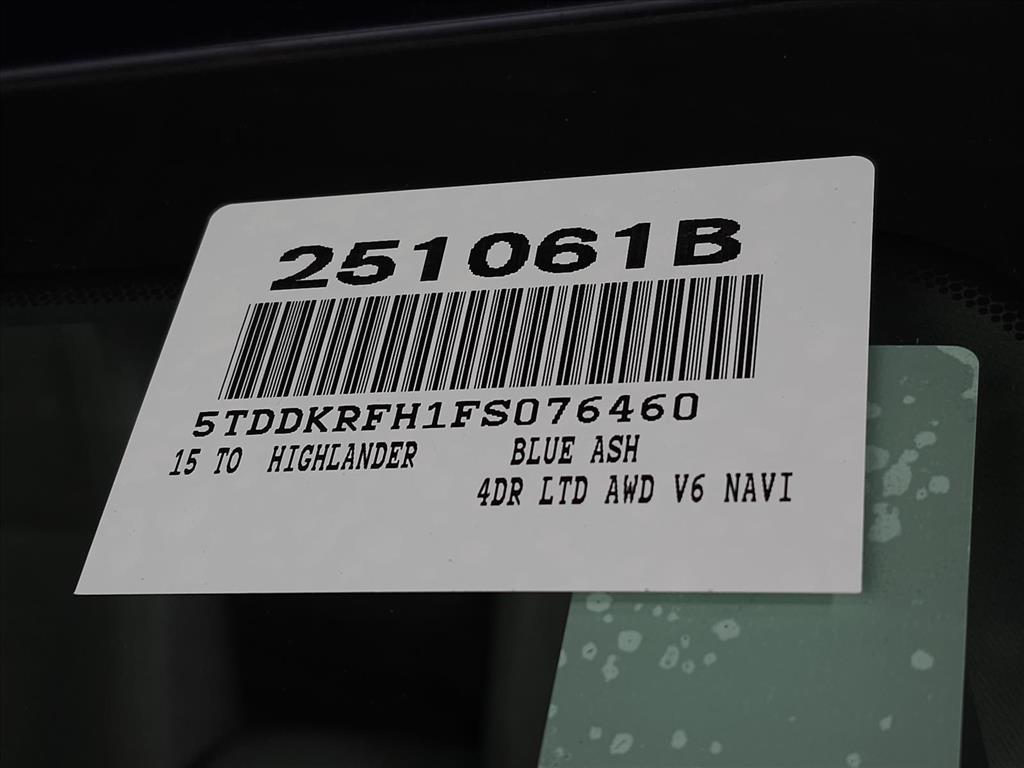 251061B
5TDDKRFH1FS076460
15 TO HIGHLANDER BLUE ASH
4DR LTD AWD V6 NAVI